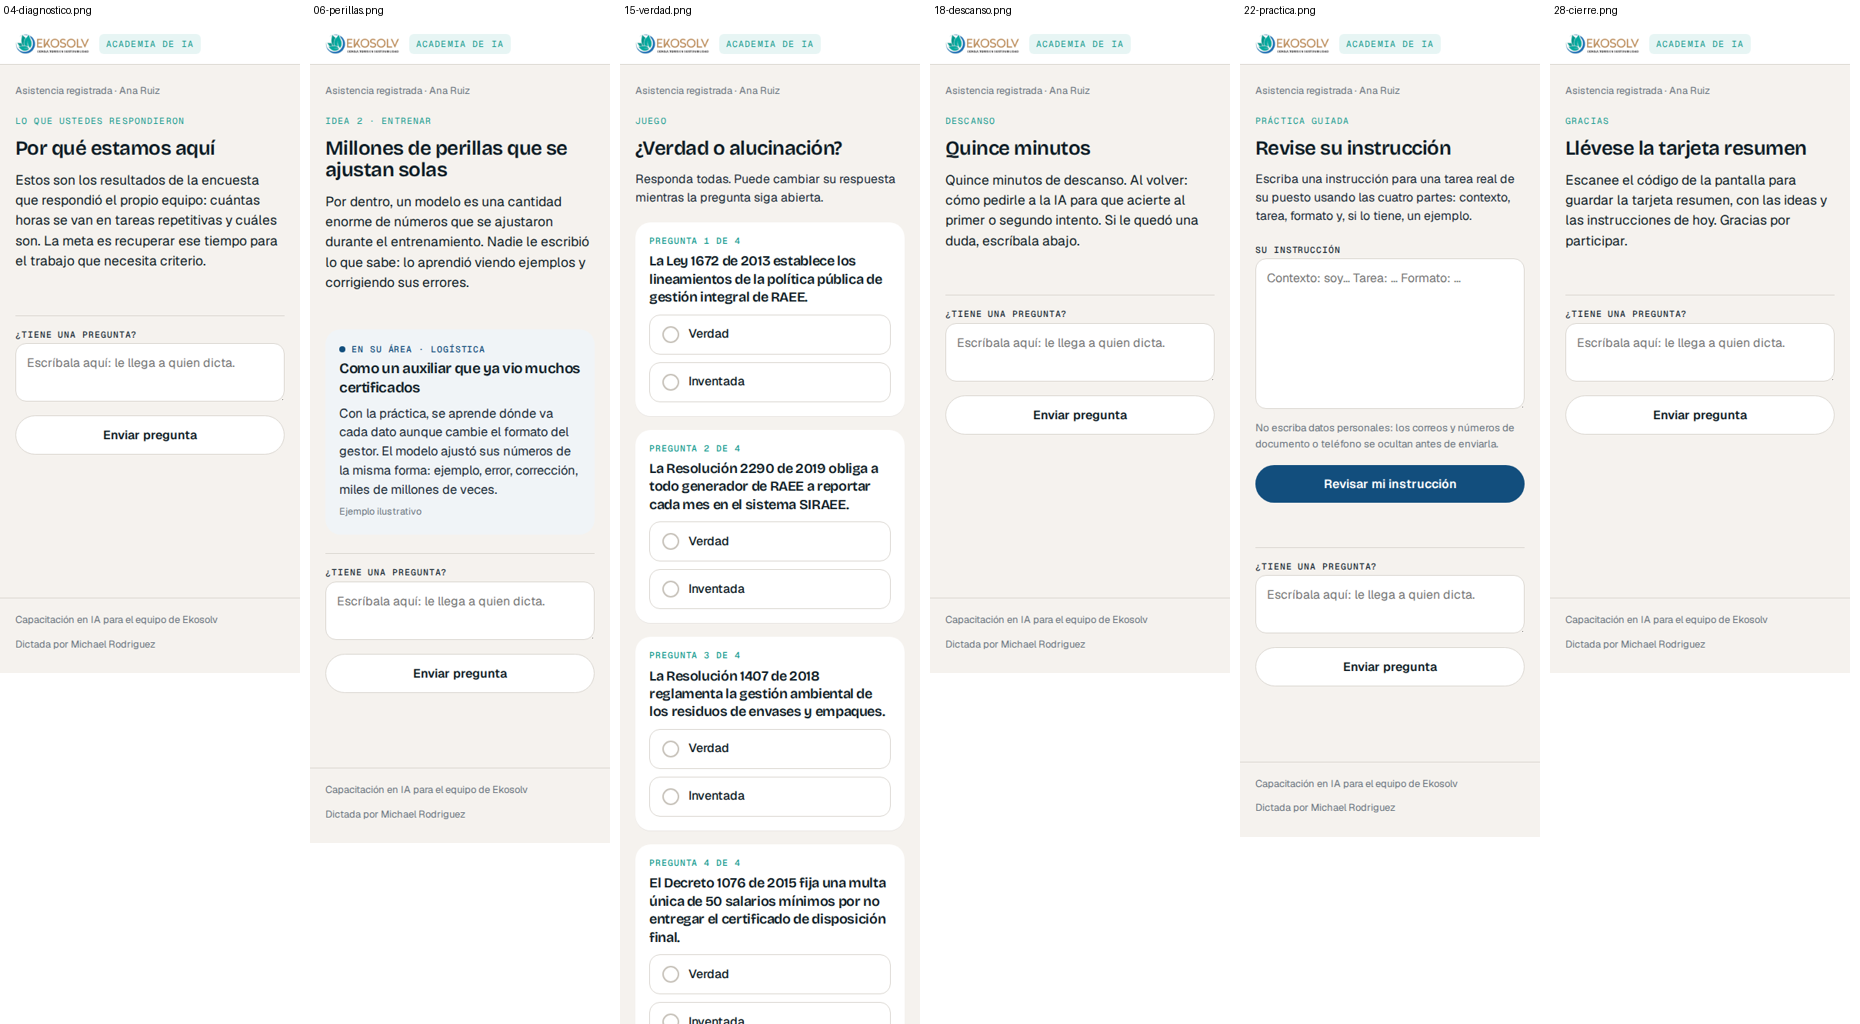 04-diagnostico.png
EKOSOLV
ACADEMIA DE IA
Asistencia registrada · Ana Ruiz
LO QUE USTEDES RESPONDIERON
Por qué estamos aquí
Estos son los resultados de la encuesta
que respondió el propio equipo: cuántas
horas se van en tareas repetitivas y cuáles
son. La meta es recuperar ese tiempo para
el trabajo que necesita criterio.
¿TIENE UNA PREGUNTA?
Escríbala aquí: le llega a quien dicta.
Enviar pregunta
Capacitación en IA para el equipo de Ekosolv
Dictada por Michael Rodriguez
06-perillas.png
EKOSOLV
ACADEMIA DE IA
Asistencia registrada · Ana Ruiz
IDEA 2 · ENTRENAR
Millones de perillas que se
ajustan solas
Por dentro, un modelo es una cantidad
enorme de números que se ajustaron
durante el entrenamiento. Nadie le escribió
lo que sabe: lo aprendió viendo ejemplos y
corrigiendo sus errores.
EN SU ÁREA · LOGÍSTICA
Como un auxiliar que ya vio muchos
certificados
Con la práctica, se aprende dónde va
cada dato aunque cambie el formato del
gestor. El modelo ajustó sus números de
la misma forma: ejemplo, error, corrección,
miles de millones de veces.
Ejemplo ilustrativo
¿TIENE UNA PREGUNTA?
Escríbala aquí: le llega a quien dicta.
Enviar pregunta
Capacitación en IA para el equipo de Ekosolv
Dictada por Michael Rodriguez
15-verdad.png
EKOSOLV
ACADEMIA DE IA
Asistencia registrada · Ana Ruiz
JUEGO
¿Verdad o alucinación?
Responda todas. Puede cambiar su respuesta
mientras la pregunta siga abierta.
PREGUNTA 1 DE 4
La Ley 1672 de 2013 establece los
lineamientos de la política pública de
gestión integral de RAEE.
Verdad
Inventada
PREGUNTA 2 DE 4
La Resolución 2290 de 2019 obliga a
todo generador de RAEE a reportar
cada mes en el sistema SIRAEE.
Verdad
Inventada
PREGUNTA 3 DE 4
La Resolución 1407 de 2018
reglamenta la gestión ambiental de
los residuos de envases y empaques.
Verdad
Inventada
PREGUNTA 4 DE 4
El Decreto 1076 de 2015 fija una multa
única de 50 salarios mínimos por no
entregar el certificado de disposición
final.
Verdad
Inventada
18-descanso.png
EKOSOLV
ACADEMIA DE IA
Asistencia registrada · Ana Ruiz
DESCANSO
Quince minutos
Quince minutos de descanso. Al volver:
cómo pedirle a la IA para que acierte al
primer o segundo intento. Si le quedó una
duda, escríbala abajo.
¿TIENE UNA PREGUNTA?
Escríbala aquí: le llega a quien dicta.
Enviar pregunta
Capacitación en IA para el equipo de Ekosolv
Dictada por Michael Rodriguez
22-practica.png
EKOSOLV
ACADEMIA DE IA
Asistencia registrada · Ana Ruiz
PRÁCTICA GUIADA
Revise su instrucción
Escriba una instrucción para una tarea real de
su puesto usando las cuatro partes: contexto,
tarea, formato y, si lo tiene, un ejemplo.
SU INSTRUCCIÓN
Contexto: soy… Tarea: … Formato: …
No escriba datos personales: los correos y números de
documento o teléfono se ocultan antes de enviarla.
Revisar mi instrucción
¿TIENE UNA PREGUNTA?
Escríbala aquí: le llega a quien dicta.
Enviar pregunta
Capacitación en IA para el equipo de Ekosolv
Dictada por Michael Rodriguez
28-cierre.png
EKOSOLV
ACADEMIA DE IA
Asistencia registrada · Ana Ruiz
GRACIAS
Llévese la tarjeta resumen
Escanee el código de la pantalla para
guardar la tarjeta resumen, con las ideas y
las instrucciones de hoy. Gracias por
participar.
¿TIENE UNA PREGUNTA?
Escríbala aquí: le llega a quien dicta.
Enviar pregunta
Capacitación en IA para el equipo de Ekosolv
Dictada por Michael Rodriguez